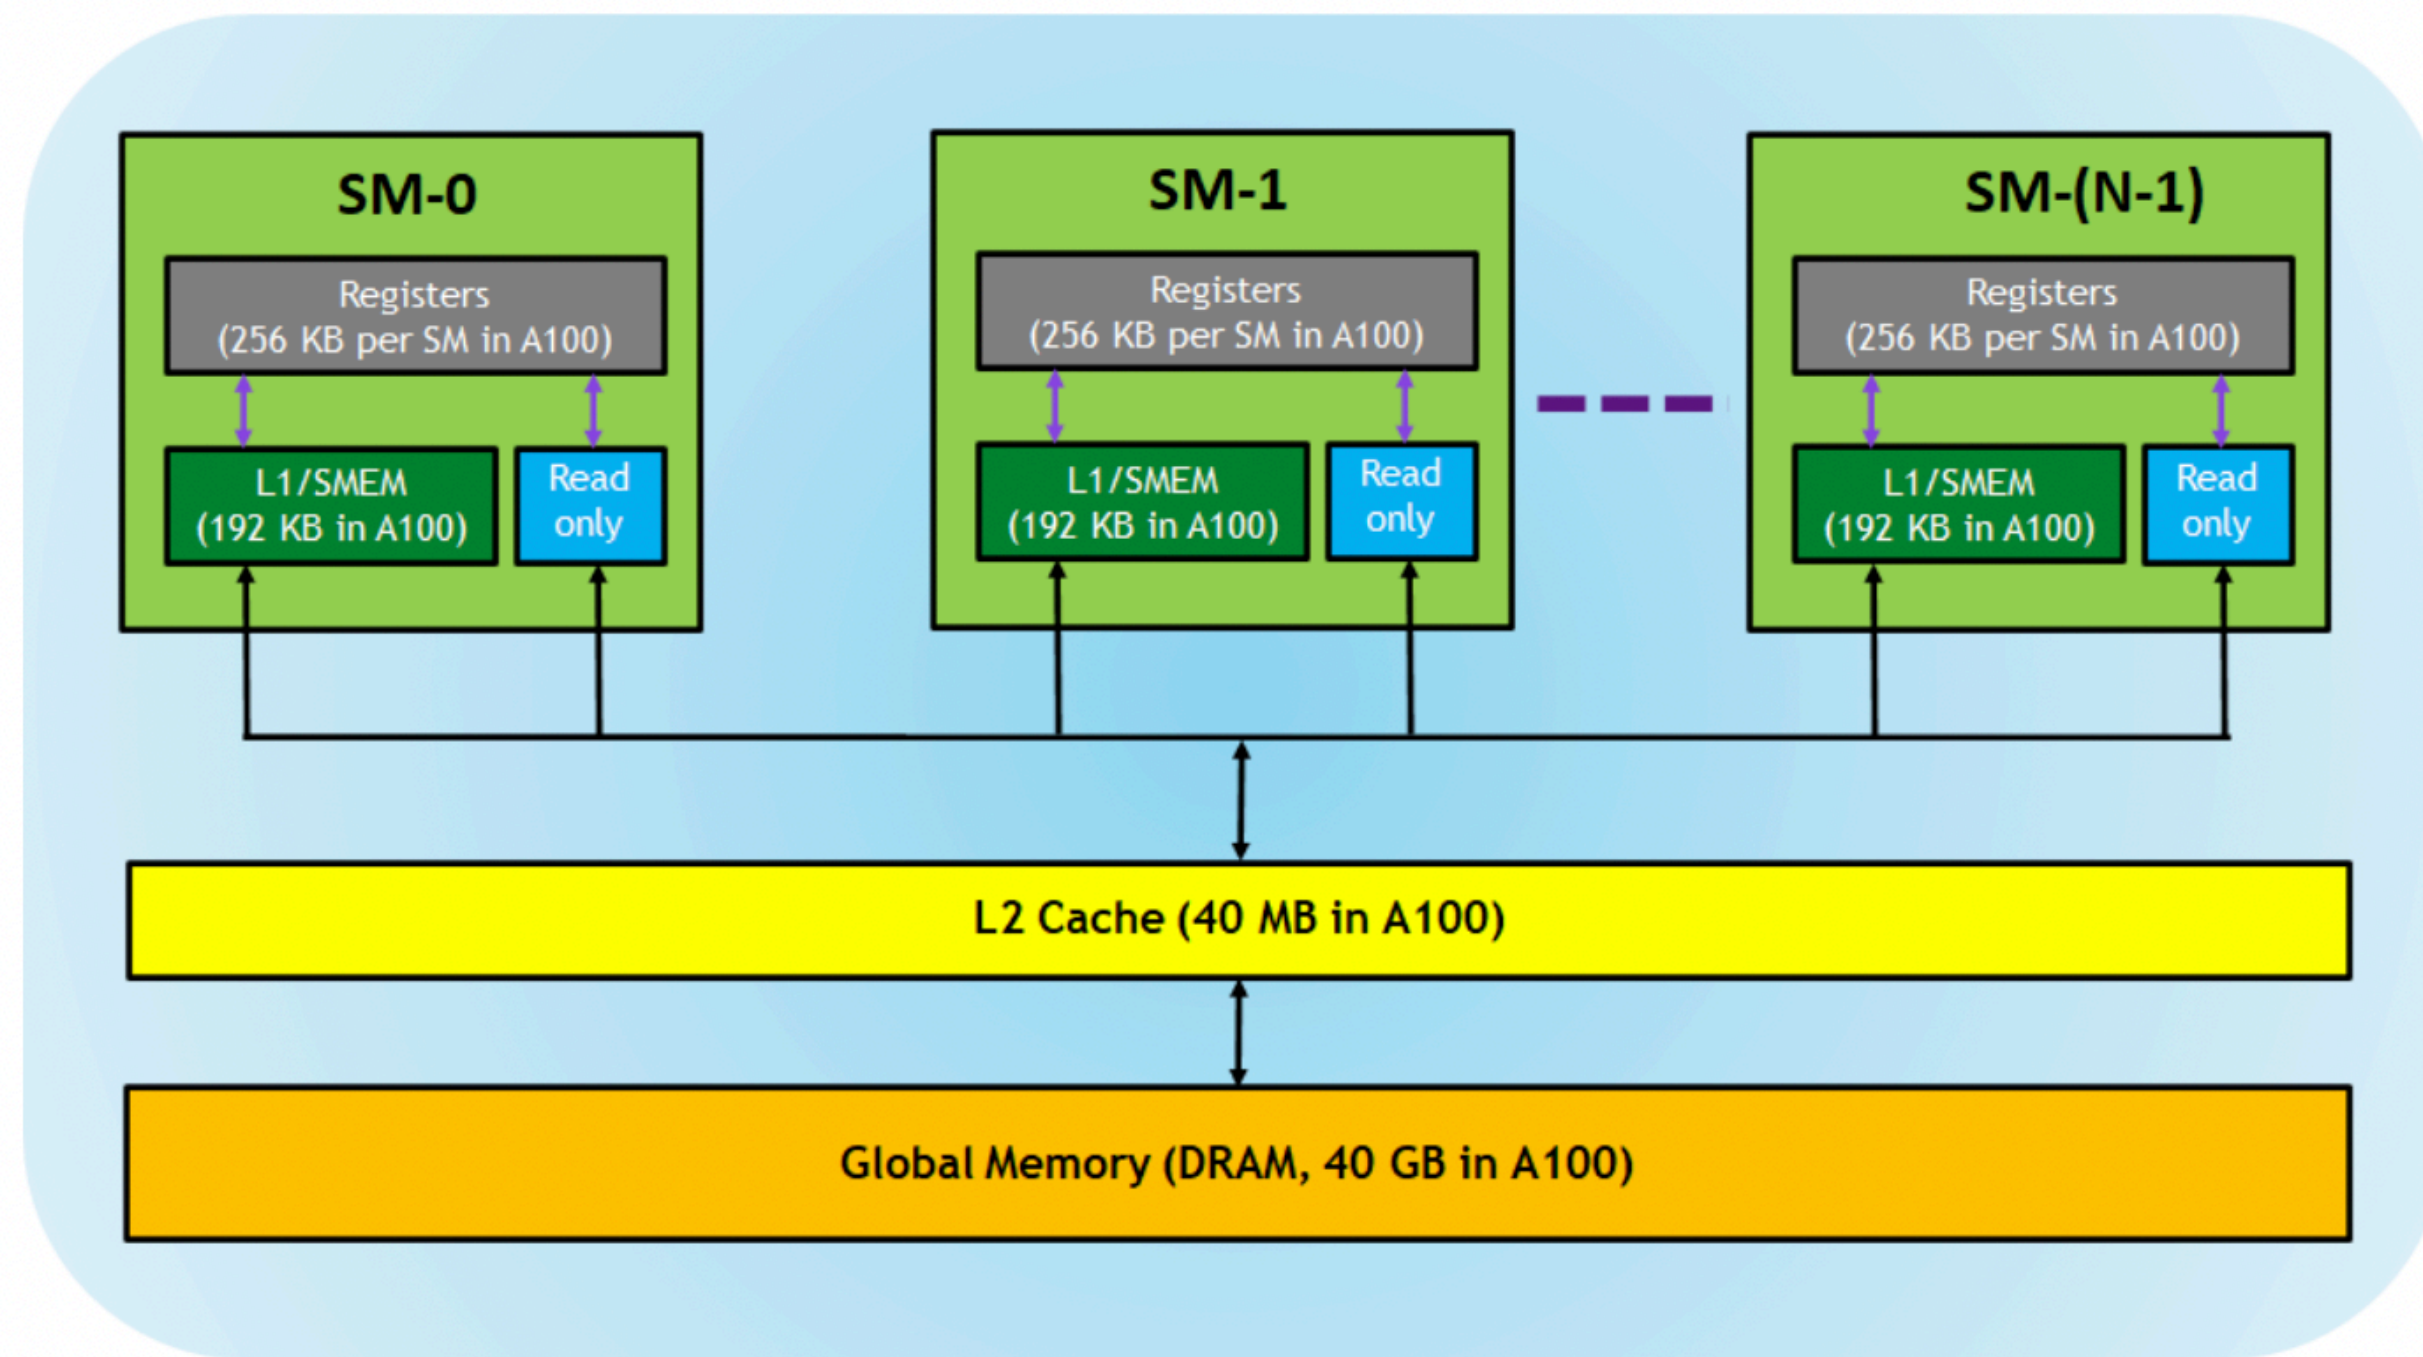 SM-0
Registers
(256 KB per SM in A100)
L1/SMEM
(192 KB in A100)
Read
only
SM-1
Registers
(256 KB per SM in A100)
L1/SMEM
(192 KB in A100)
Read
only
SM-(N-1)
Registers
(256 KB per SM in A100)
L1/SMEM
(192 KB in A100)
Read
only
L2 Cache (40 MB in A100)
Global Memory (DRAM, 40 GB in A100)